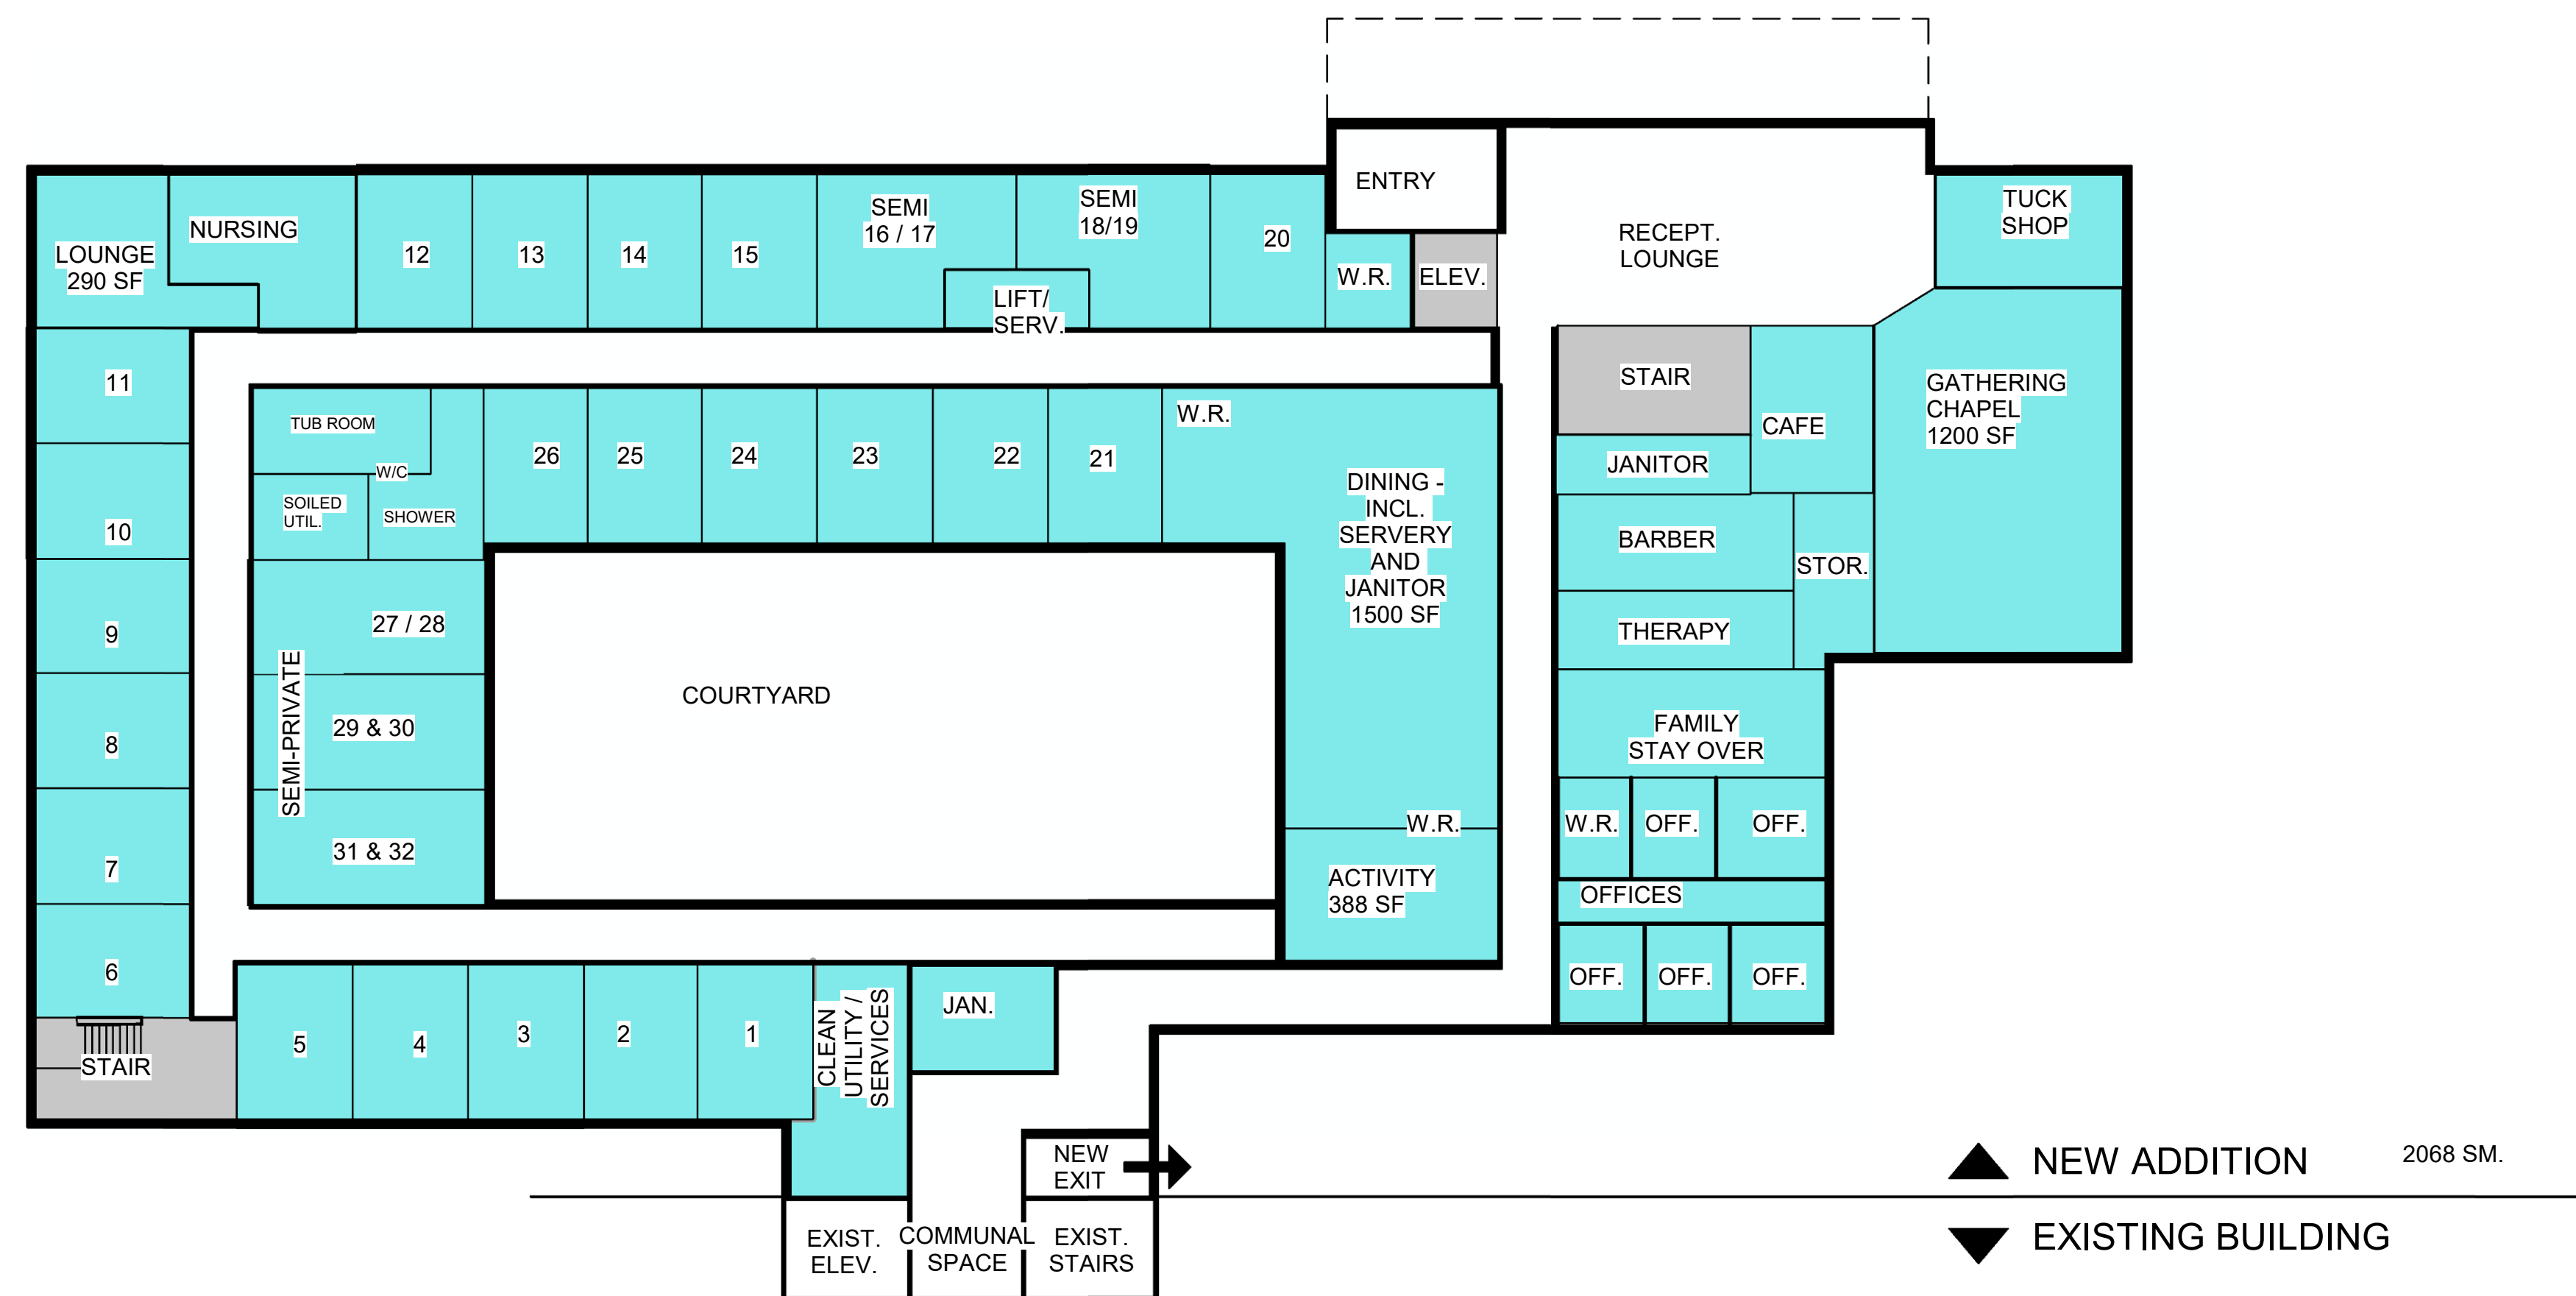 ENTRY
TUCK
SHOP
NURSING
LOUNGE
290 SF
12
13
14
15
SEMI
16 / 17
SEMI
18/19
20
LIFT/
SERV.
W.R.
ELEV.
RECEPT.
LOUNGE
11
10
9
8
7
6
STAIR
TUB ROOM
W/C
SOILED
UTIL.
SHOWER
26
25
24
23
22
21
W.R.
DINING -
INCL.
SERVERY
AND
JANITOR
1500 SF
STAIR
CAFE
GATHERING
CHAPEL
1200 SF
JANITOR
BARBER
STOR.
THERAPY
SEMI-PRIVATE
27 / 28
29 & 30
31 & 32
COURTYARD
FAMILY
STAY OVER
W.R.
ACTIVITY
388 SF
W.R.
OFF.
OFF.
OFFICES
OFF.
OFF.
OFF.
5
4
3
2
1
CLEAN
UTILITY /
SERVICES
JAN.
NEW
EXIT
NEW ADDITION
2068 SM.
EXISTING BUILDING
EXIST.
ELEV.
COMMUNAL
SPACE
EXIST.
STAIRS